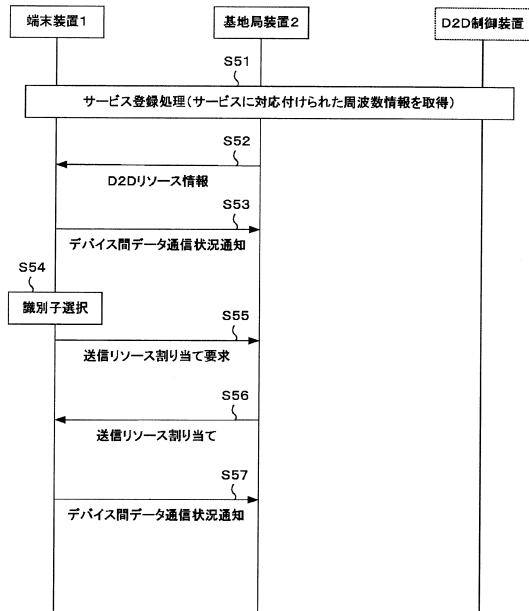 端末装置1
基地局装置2
D2D制御装置
S51
サービス登録処理(サービスに対応付けられた周波数情報を取得)
S52
D2Dリソース情報
S53
デバイス間データ通信状況通知
S54
識別子選択
S55
送信リソース割り当て要求
S56
送信リソース割り当て
S57
デバイス間データ通信状況通知